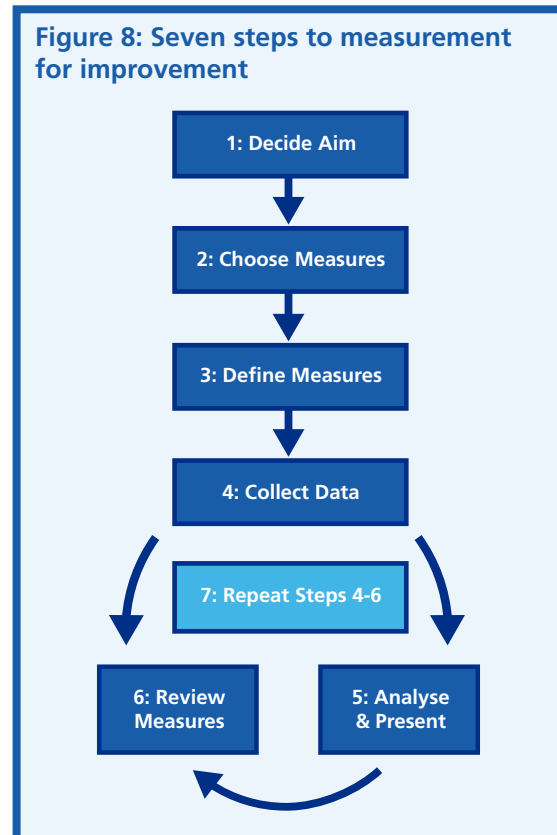 Figure 8: Seven steps to measurement
for improvement
1: Decide Aim
2: Choose Measures
3: Define Measures
4: Collect Data
7: Repeat Steps 4-6
6: Review
Measures
5: Analyse
& Present